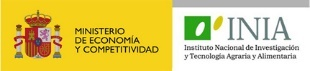 MINISTERIO
DE ECONOMÍA
Y COMPETITIVIDAD
INIA
Instituto Nacional de Investigación
y Tecnología Agraria y Alimentaria